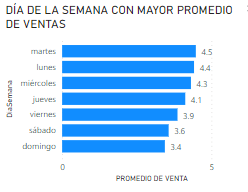 DÍA DE LA SEMANA CON MAYOR PROMEDIO
DE VENTAS
DiaSemana
martes 4.5
lunes 4.4
miércoles 4.3
jueves 4.1
viernes 3.9
sábado 3.6
domingo 3.4
0 5
PROMEDIO DE VENTA